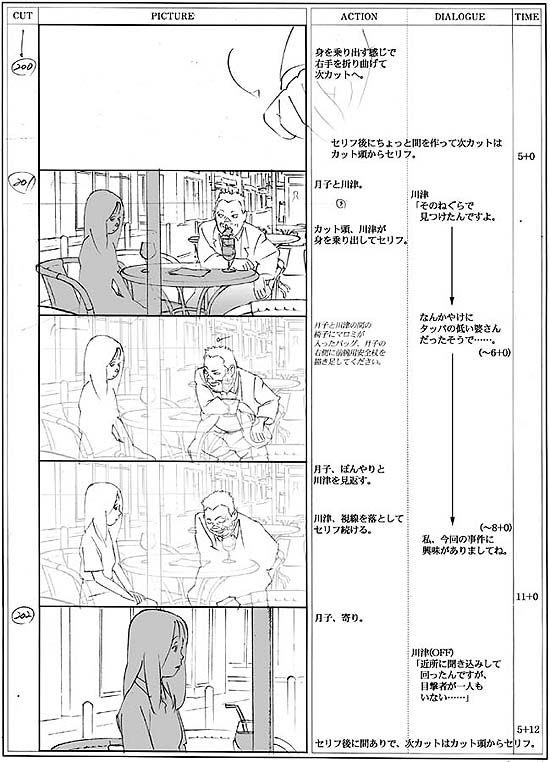 CUT
PICTURE
ACTION
DIALOGUE
TIME
200
身を乗り出す感じで
右手を折り曲げて
次カットへ。
セリフ後にちょっと間を作って次カットは
カット頭からセリフ。
5+0
201
月子と川津。
カット頭、川津が
身を乗り出してセリフ。
川津
「そのねぐらで
見つけたんですよ。
月子と川津の間の
椅子にマロミが
入ったバッグ、月子の
右側に前腕用安全杖を
描き足してください。
なんかやけに
タッパの低い婆さん
だったそうで……。
(～6+0)
月子、ぼんやりと
川津を見返す。
川津、視線を落として
セリフ続ける。
(～8+0)
私、今回の事件に
興味がありましてね。
11+0
202
月子、寄り。
川津(OFF)
「近所に聞き込みして
回ったんですが、
目撃者が一人も
いない……」
5+12
セリフ後に間ありで、次カットはカット頭からセリフ。